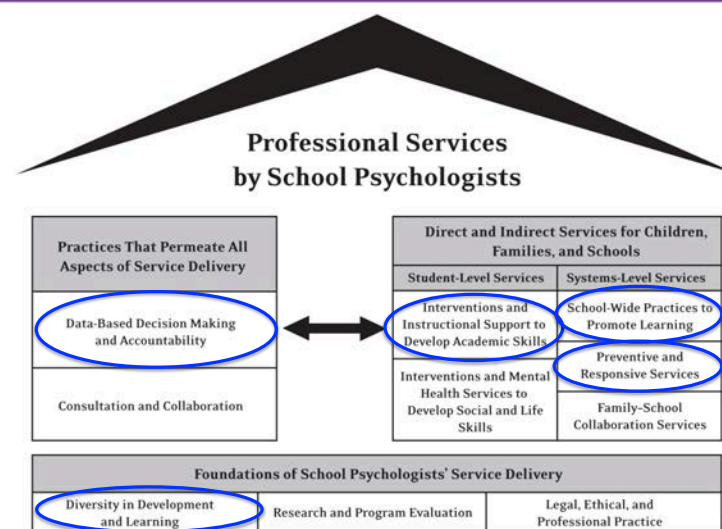 Professional Services
by School Psychologists
Practices That Permeate All
Aspects of Service Delivery
Data-Based Decision Making
and Accountability
Consultation and Collaboration
Direct and Indirect Services for Children,
Families, and Schools
Student-Level Services
Systems-Level Services
Interventions and
Instructional Support to
Develop Academic Skills
School-Wide Practices to
Promote Learning
Interventions and Mental
Health Services to
Develop Social and Life
Skills
Preventive and
Responsive Services
Family–School
Collaboration Services
Foundations of School Psychologists' Service Delivery
Diversity in Development
and Learning
Research and Program Evaluation
Legal, Ethical, and
Professional Practice